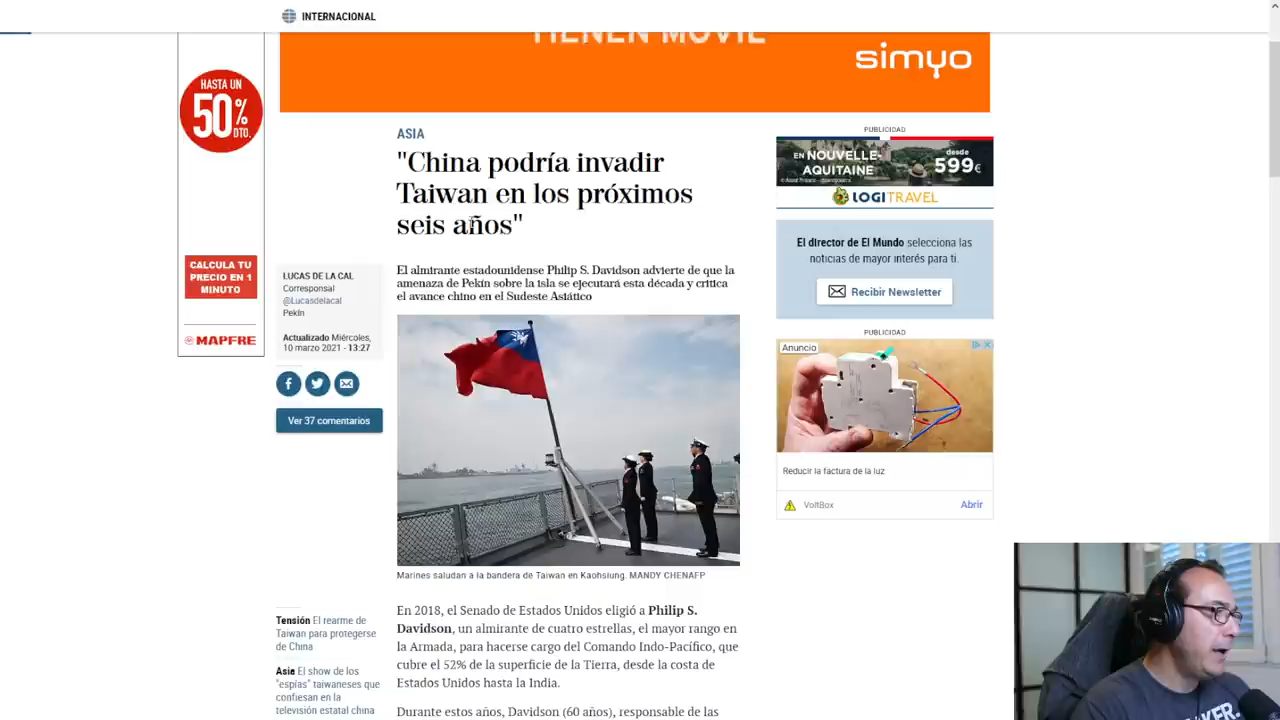 INTERNACIONAL
TIENEN MÓVIL
simyo
HASTA UN
50%
DTO.
CALCULA TU
PRECIO EN 1
MINUTO
MAPFRE
ASIA
"China podría invadir
Taiwan en los próximos
seis años"
El almirante estadounidense Philip S. Davidson advierte de que la
amenaza de Pekín sobre la isla se ejecutará esta década y critica
el avance chino en el Sudeste Asiático
LUCAS DE LA CAL
Corresponsal
@Lucasdelacal
Pekín
Actualizado Miércoles,
10 marzo 2021 - 13:27
Ver 37 comentarios
Marines saludan a la bandera de Taiwan en Kaohsiung. MANDY CHENAFP
Tensión El rearme de
Taiwan para protegerse
de China
Asia El show de los
"espías" taiwaneses que
confiesan en la
televisión estatal china
En 2018, el Senado de Estados Unidos eligió a Philip S.
Davidson, un almirante de cuatro estrellas, el mayor rango en
la Armada, para hacerse cargo del Comando Indo-Pacífico, que
cubre el 52% de la superficie de la Tierra, desde la costa de
Estados Unidos hasta la India.
Durante estos años, Davidson (60 años), responsable de las
PUBLICIDAD
EN NOUVELLE-
AQUITAINE
desde
599€
LOGITRAVEL
El director de El Mundo selecciona las
noticias de mayor interés para ti.
Recibir Newsletter
PUBLICIDAD
Anuncio
Reducir la factura de la luz
VoltBox
Abrir